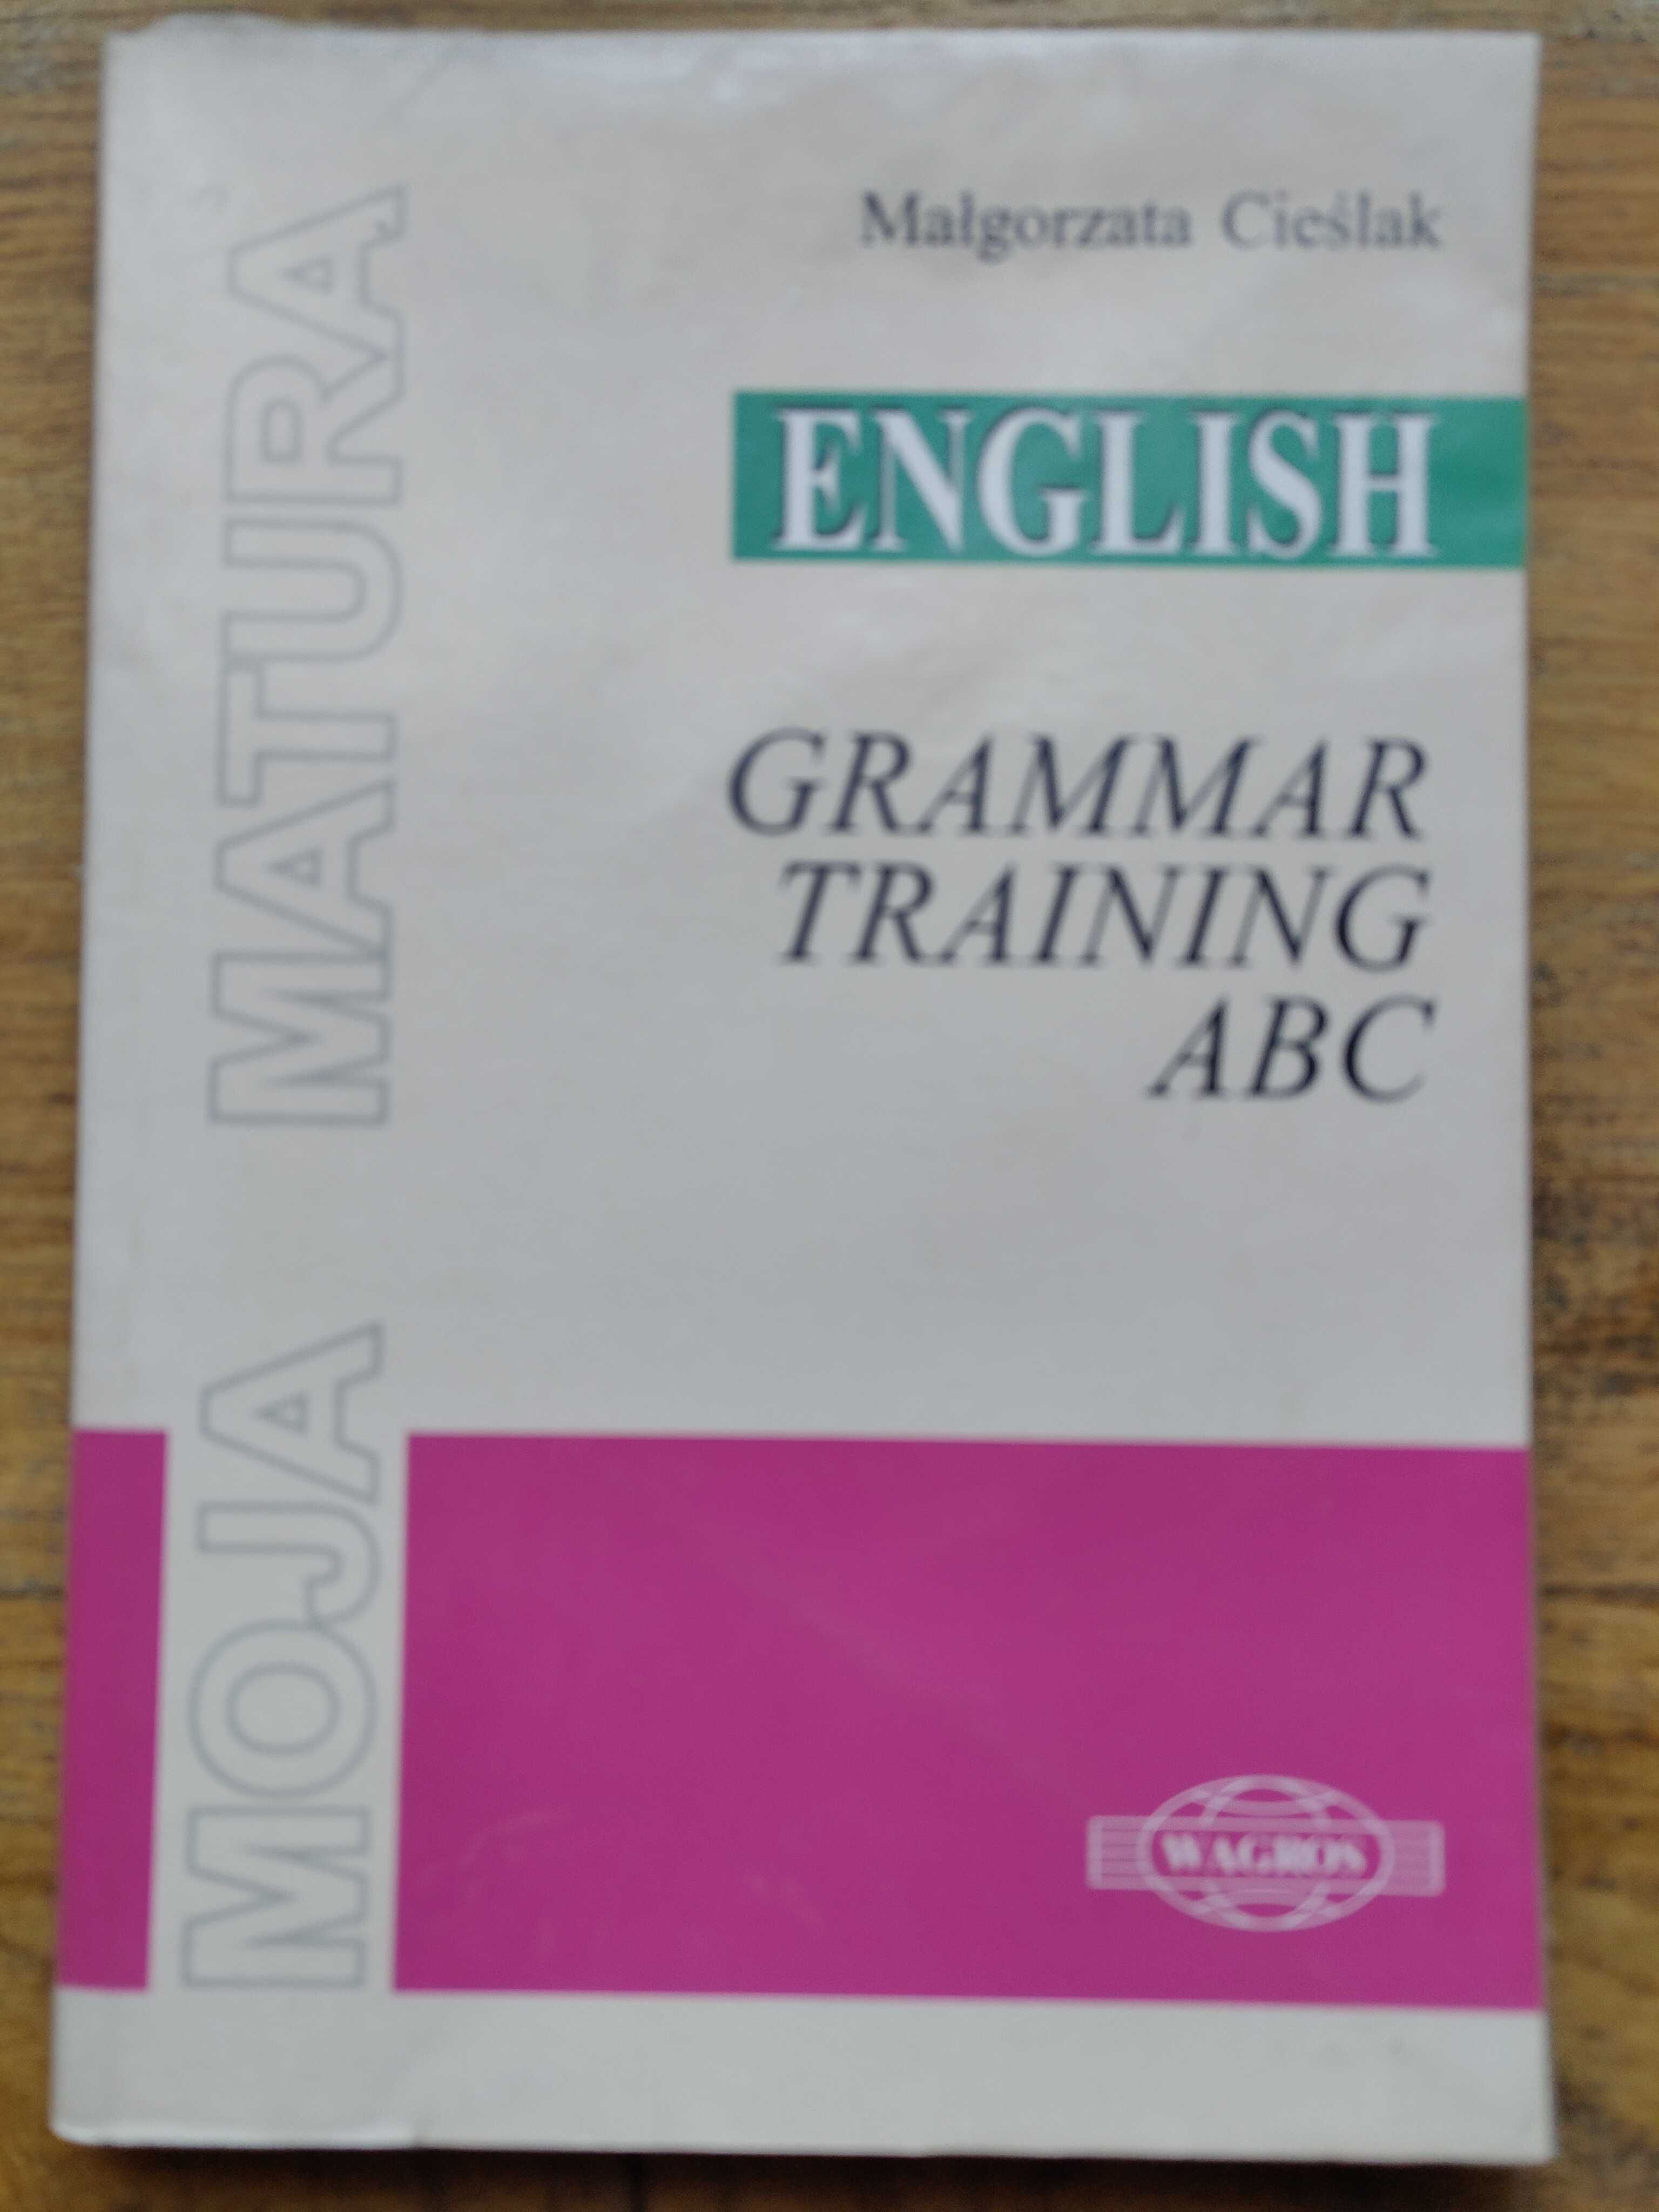 Małgorzata Cieślak
ENGLISH
GRAMMAR
TRAINING
ABC
MOJA MATURA
WAGROS